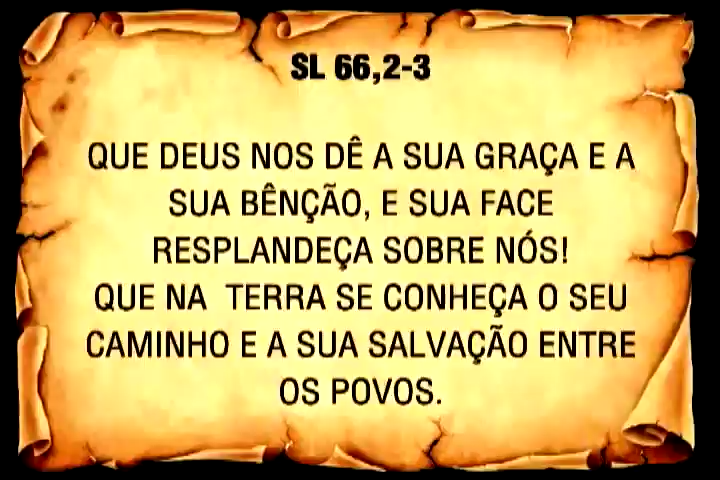 SL 66,2-3
QUE DEUS NOS DÊ A SUA GRAÇA E A
SUA BÊNÇÃO, E SUA FACE
RESPLANDEÇA SOBRE NÓS!
QUE NA  TERRA SE CONHEÇA O SEU
CAMINHO E A SUA SALVAÇÃO ENTRE
OS POVOS.